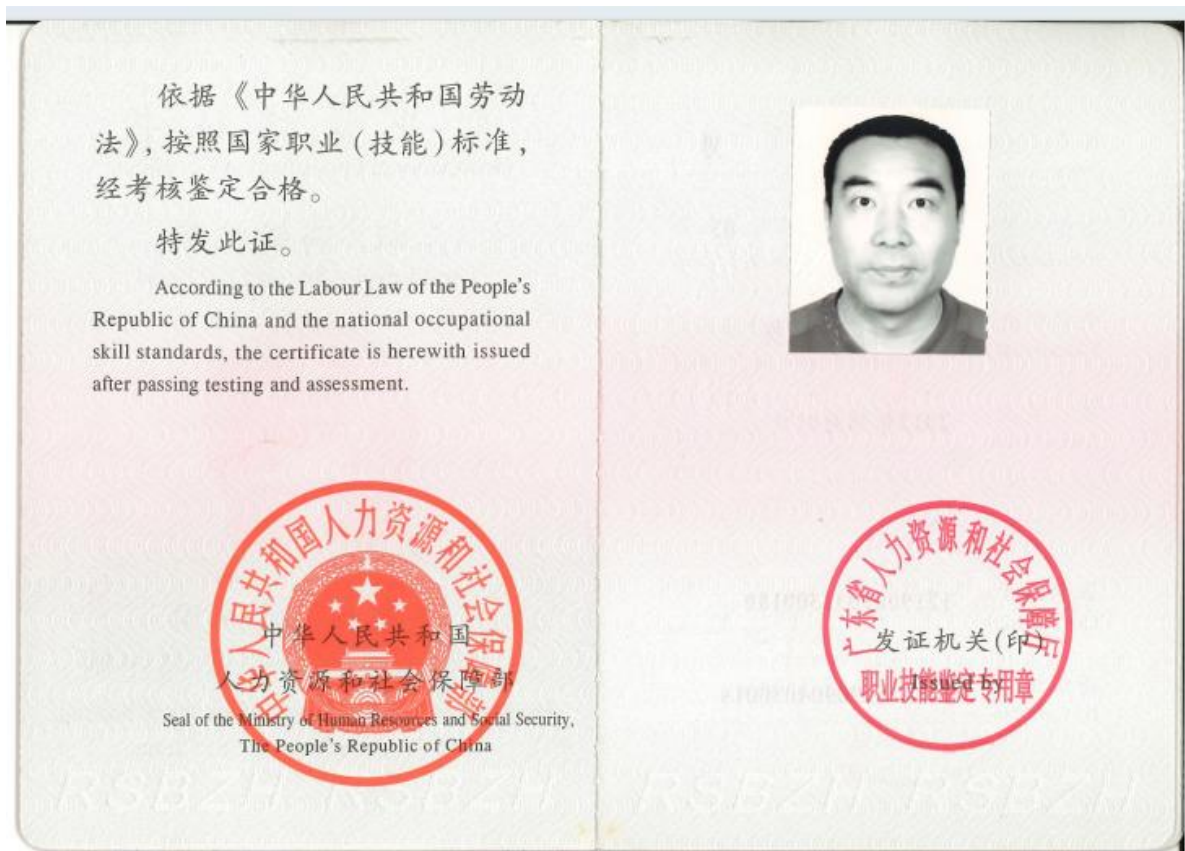 依据《中华人民共和国劳动
法》,按照国家职业(技能)标准,
经考核鉴定合格。
特发此证。
According to the Labour Law of the People's
Republic of China and the national occupational
skill standards, the certificate is herewith issued
after passing testing and assessment.
中华人民共和国人力资源和社会保障部
中华人民共和国
人力资源和社会保障部
Seal of the Ministry of Human Resources and Social Security,
The People's Republic of China
广东省人力资源和社会保障厅
发证机关(印)
Issued by
职业技能鉴定专用章
RSBZH RSBZH RSBZH RSBZH